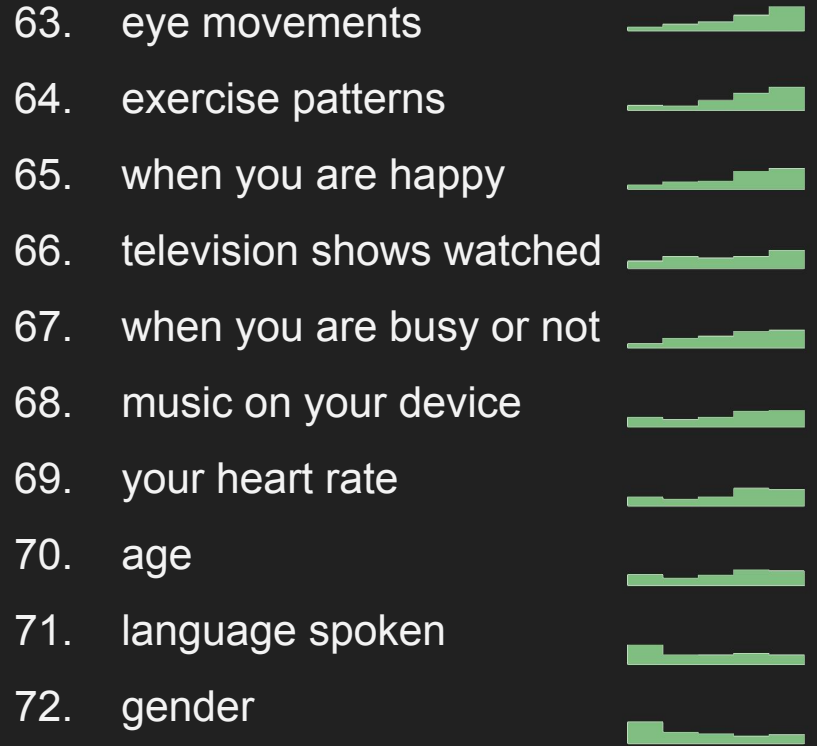 63. eye movements
64. exercise patterns
65. when you are happy
66. television shows watched
67. when you are busy or not
68. music on your device
69. your heart rate
70. age
71. language spoken
72. gender